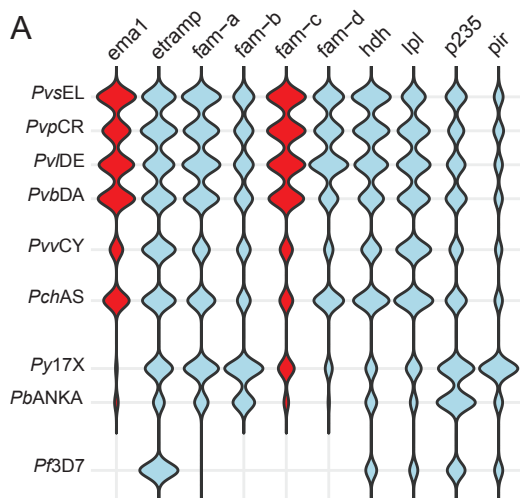 A
ema1 etramp fam-a fam-b fam-c fam-d hdh lpl p235 pir
PvsEL
PvpCR
PvlDE
PvbDA
PvvCY
PchAS
Py17X
PbANKA
Pf3D7